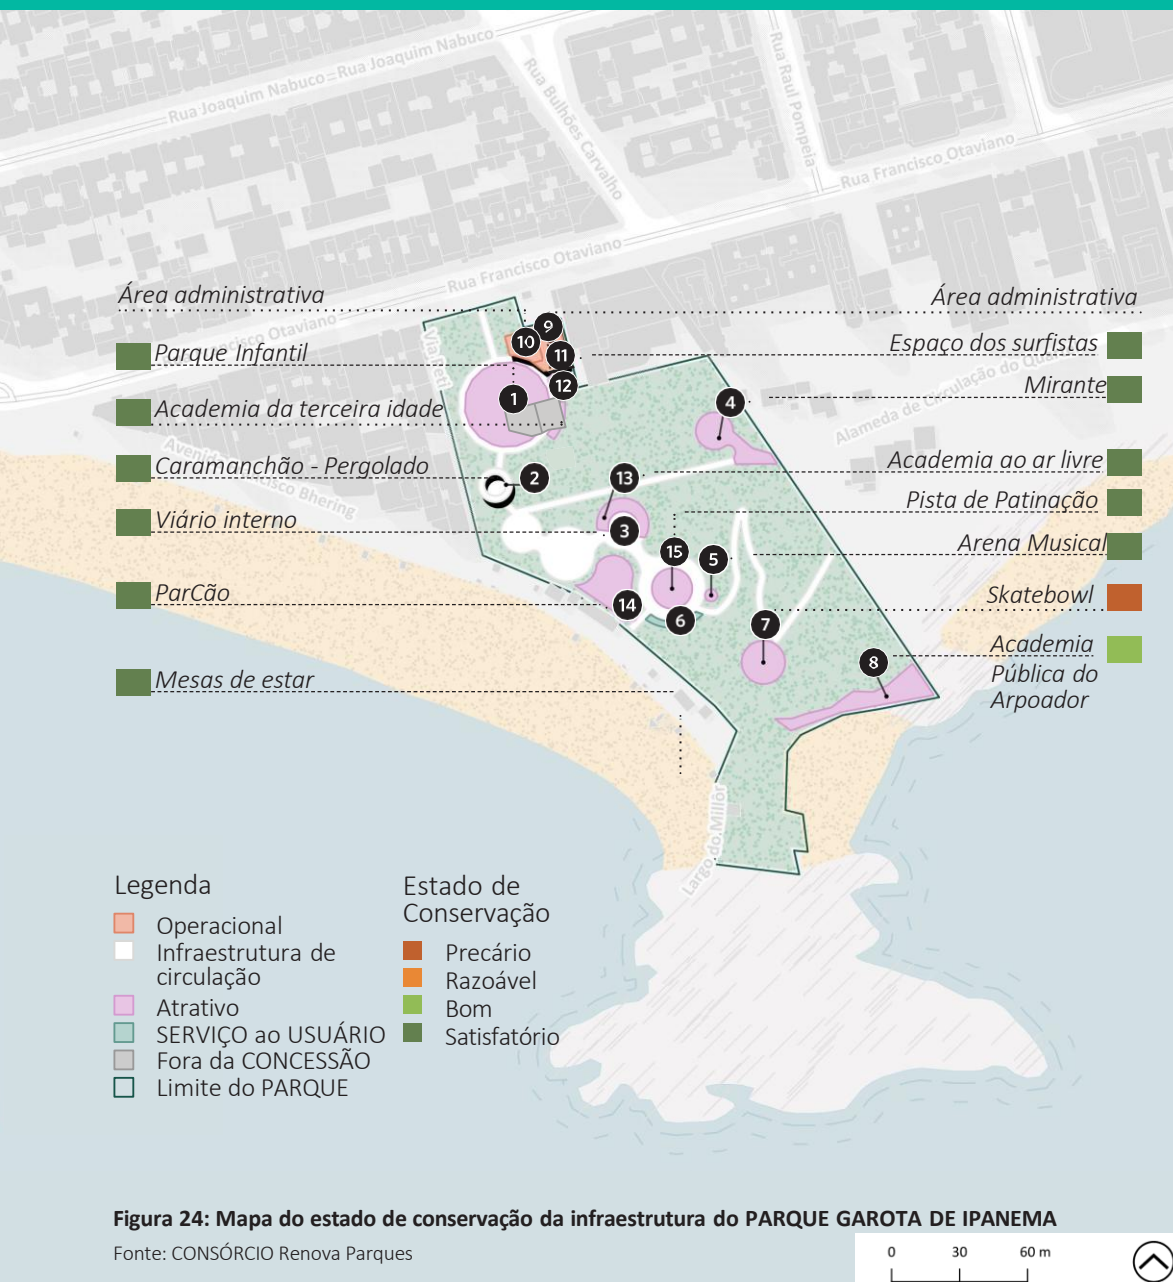 Rua Joaquim Nabuco
Rua Joaquim Nabuco
Rua Bulhões Carvalho
Rua Raul Pompeia
Rua Francisco Otaviano
Rua Francisco Otaviano
Área administrativa
Área administrativa
Parque Infantil
Espaço dos surfistas
Mirante
Academia da terceira idade
Caramanchão - Pergolado
Academia ao ar livre
Pista de Patinação
Viário interno
Arena Musical
ParCão
Skatebowl
Academia
Pública do
Arpoador
Mesas de estar
9
10
11
12
1
4
2
13
3
15
5
14
6
7
8
Largo do Millôr
Legenda
Operacional
Infraestrutura de
circulação
Atrativo
SERVIÇO ao USUÁRIO
Fora da CONCESSÃO
Limite do PARQUE
Estado de
Conservação
Precário
Razoável
Bom
Satisfatório
Figura 24: Mapa do estado de conservação da infraestrutura do PARQUE GAROTA DE IPANEMA
Fonte: CONSÓRCIO Renova Parques
0 30 60 m